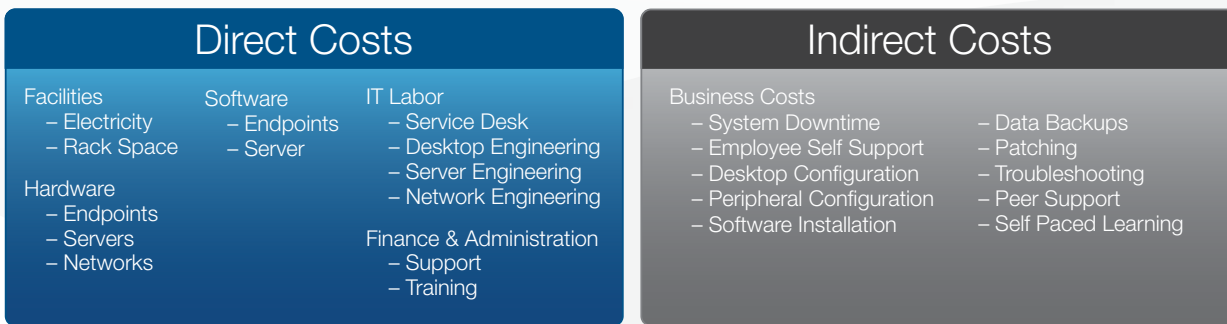 Direct Costs
Facilities
– Electricity
– Rack Space
Hardware
– Endpoints
– Servers
– Networks
Software
– Endpoints
– Server
IT Labor
– Service Desk
– Desktop Engineering
– Server Engineering
– Network Engineering
Finance & Administration
– Support
– Training
Indirect Costs
Business Costs
– System Downtime
– Employee Self Support
– Desktop Configuration
– Peripheral Configuration
– Software Installation
– Data Backups
– Patching
– Troubleshooting
– Peer Support
– Self Paced Learning